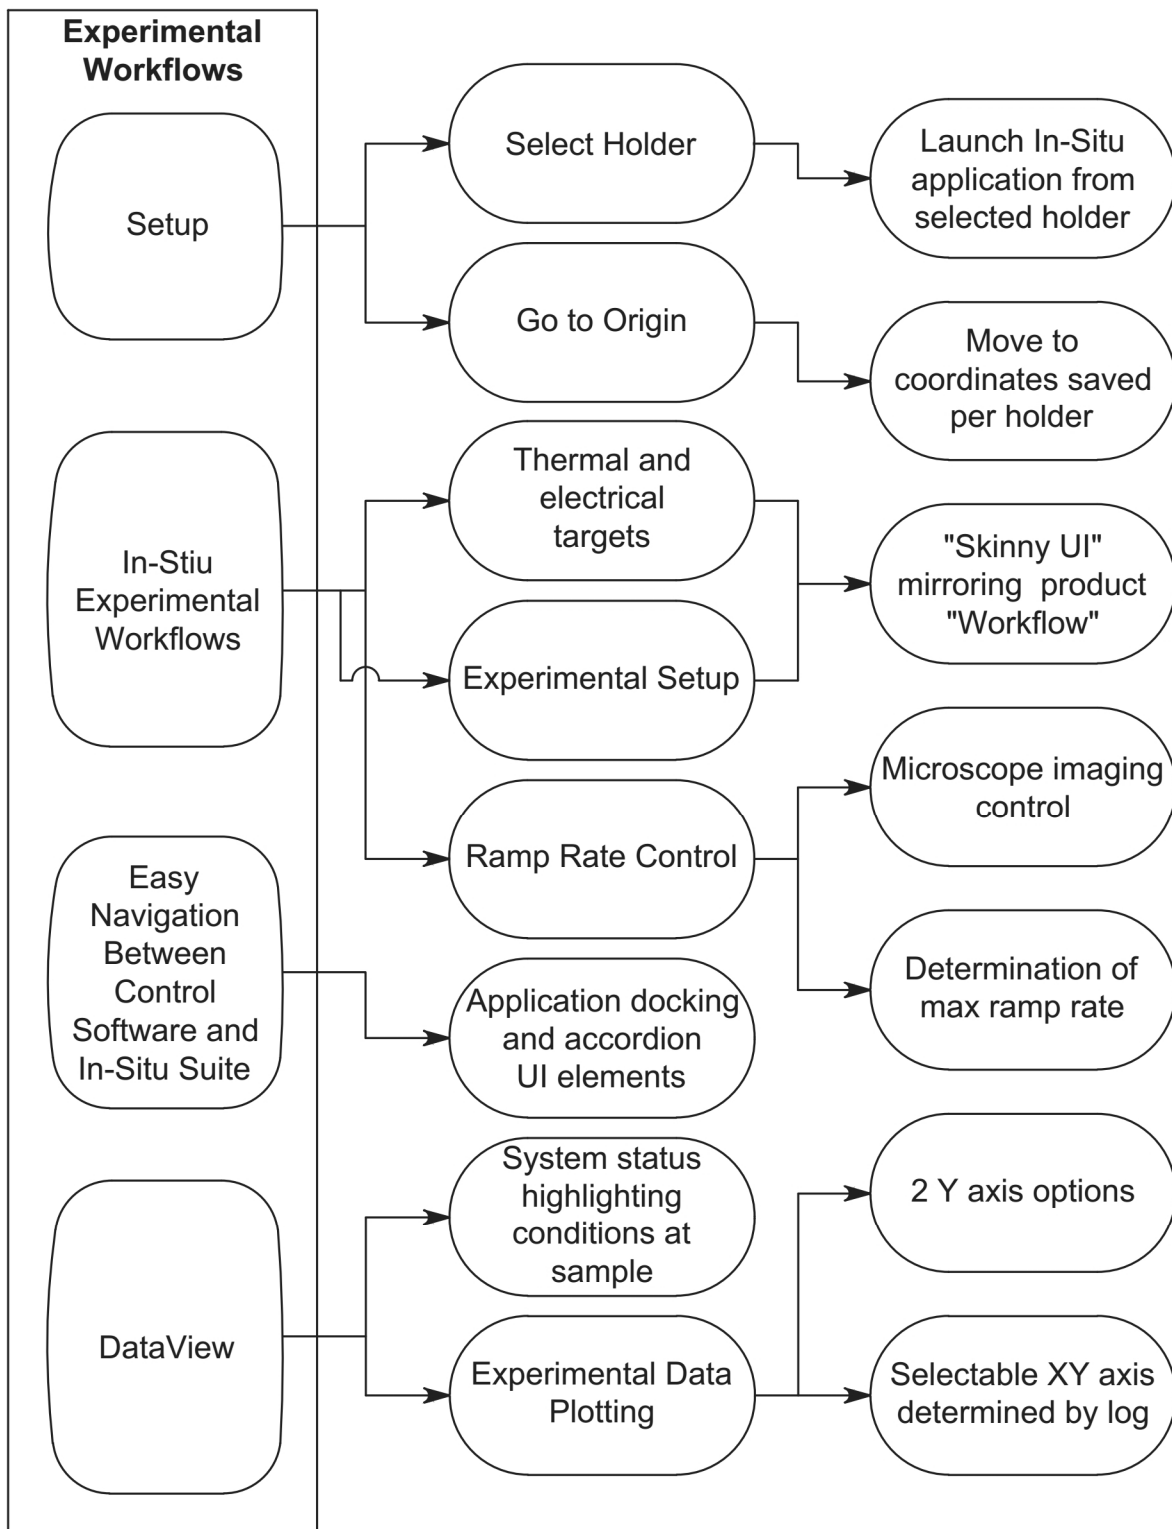 Experimental
Workflows
Setup
Select Holder
Launch In-Situ
application from
selected holder
Go to Origin
Move to
coordinates saved
per holder
In-Stiu
Experimental
Workflows
Thermal and
electrical
targets
Experimental Setup
"Skinny UI"
mirroring  product
"Workflow"
Ramp Rate Control
Microscope imaging
control
Determination of
max ramp rate
Easy
Navigation
Between
Control
Software and
In-Situ Suite
Application docking
and accordion
UI elements
DataView
System status
highlighting
conditions at
sample
Experimental Data
Plotting
2 Y axis options
Selectable XY axis
determined by log